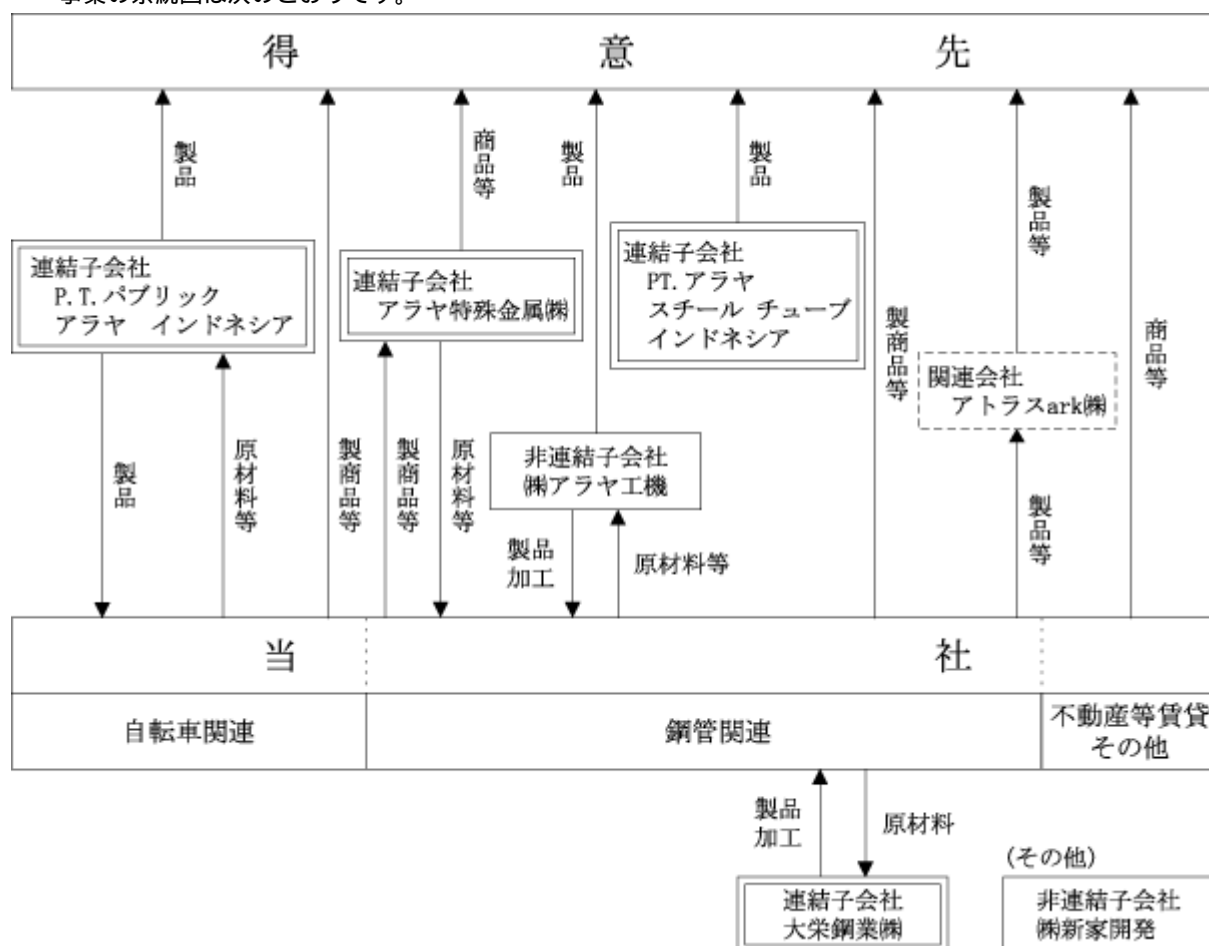 事業の系統図は次のとおりです。
得意先
製品
商品等
製品
製品
製品等
連結子会社
P.T.パブリック
アラヤ　インドネシア
連結子会社
アラヤ特殊金属㈱
連結子会社
PT.アラヤ
スチール チューブ
インドネシア
製商品等
関連会社
アトラスark㈱
商品等
製品
原材料等
製商品等
製商品等
原材料等
非連結子会社
㈱アラヤ工機
製品
加工
原材料等
製品等
当社
自転車関連
鋼管関連
不動産等賃貸
その他
製品
加工
原材料
連結子会社
大栄鋼業㈱
(その他)
非連結子会社
㈱新家開発